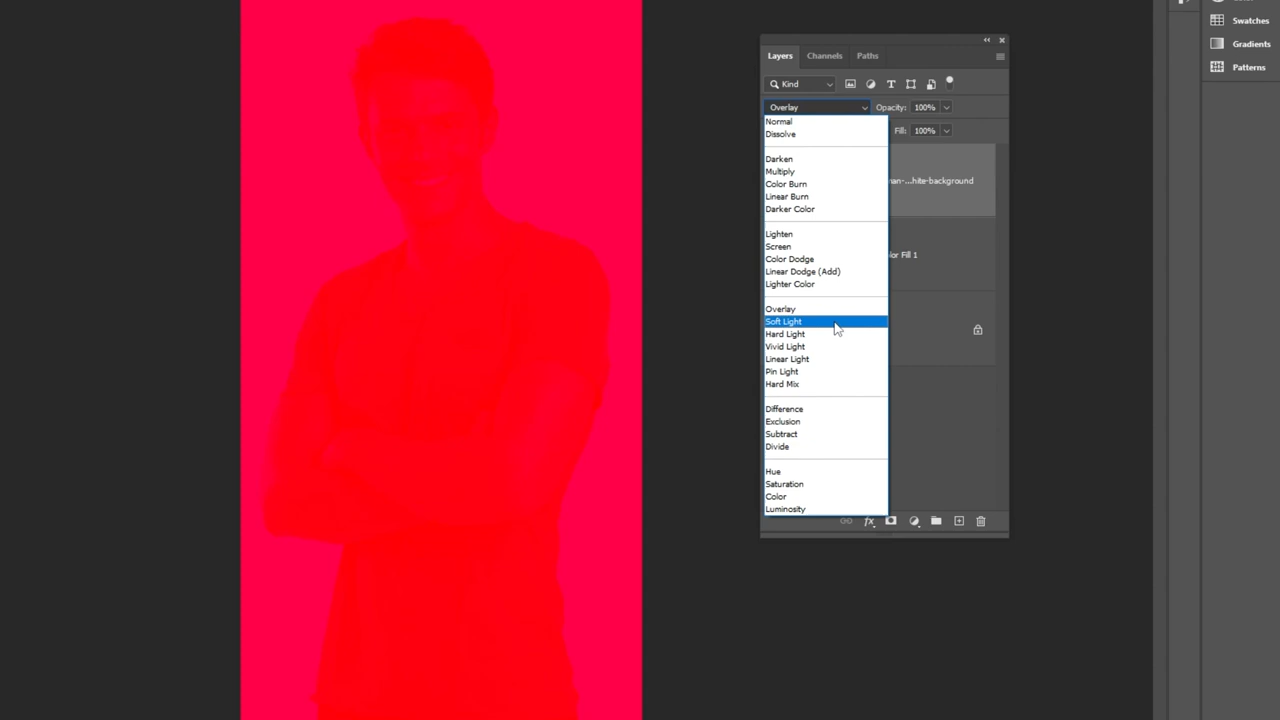 Swatches
Gradients
Patterns
Layers Channels Paths
Kind
Overlay Opacity: 100%
Fill: 100%
Normal
Dissolve
Darken
Multiply
Color Burn
Linear Burn
Darker Color
Lighten
Screen
Color Dodge
Linear Dodge (Add)
Lighter Color
Overlay
Soft Light
Hard Light
Vivid Light
Linear Light
Pin Light
Hard Mix
Difference
Exclusion
Subtract
Divide
Hue
Saturation
Color
Luminosity
man-...hite-background
lor Fill 1
fx